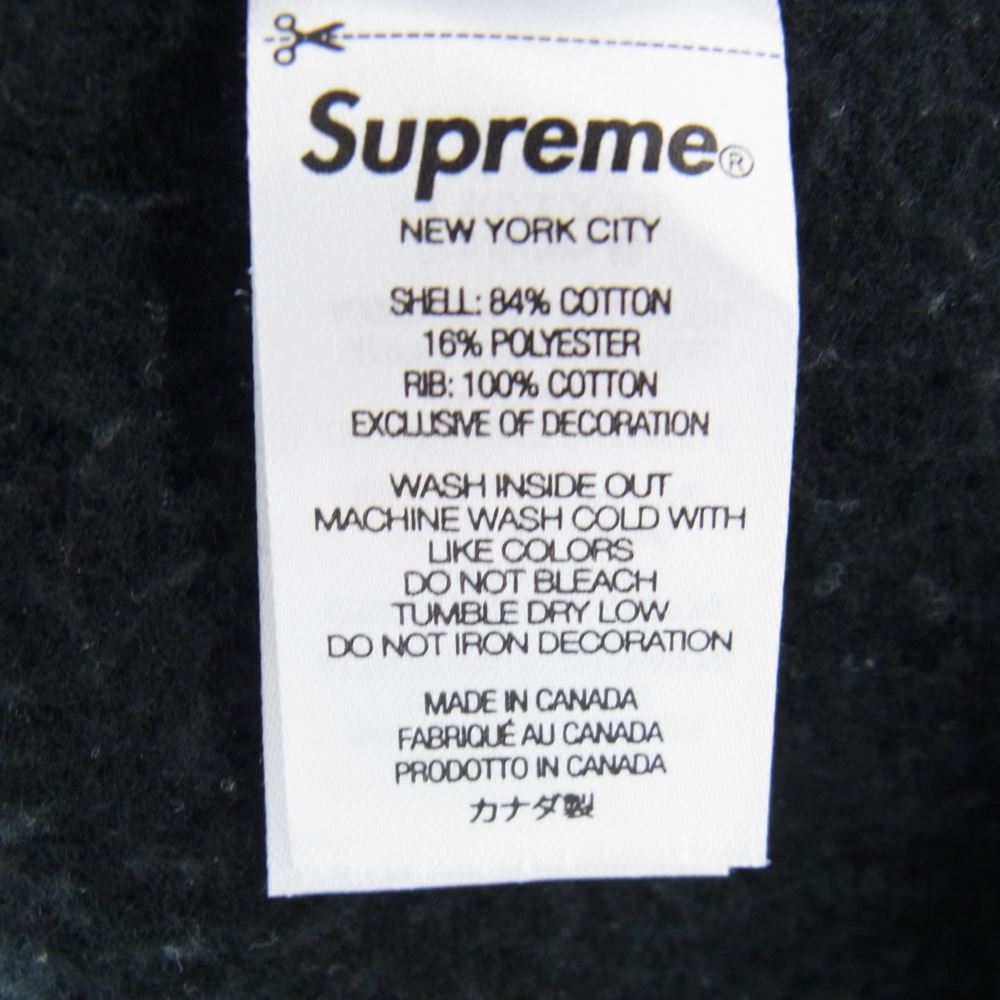 Supreme®
NEW YORK CITY
SHELL: 84% COTTON
16% POLYESTER
RIB: 100% COTTON
EXCLUSIVE OF DECORATION
WASH INSIDE OUT
MACHINE WASH COLD WITH
LIKE COLORS
DO NOT BLEACH
TUMBLE DRY LOW
DO NOT IRON DECORATION
MADE IN CANADA
FABRIQUÉ AU CANADA
PRODOTTO IN CANADA
カナダ製